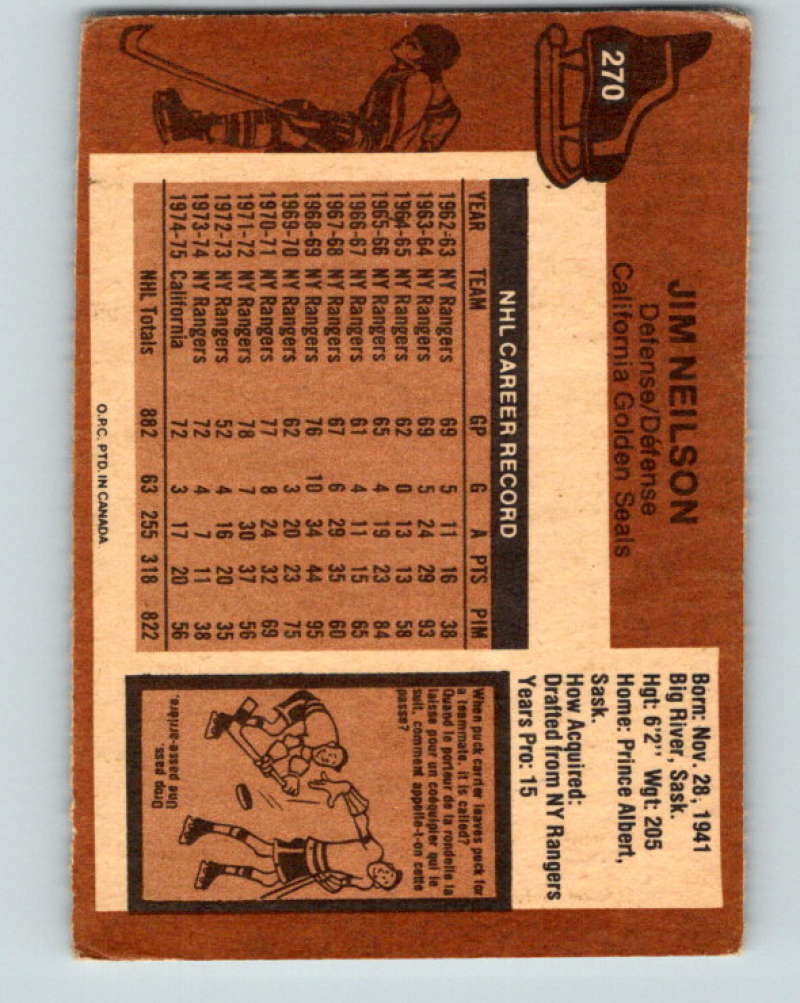 270
JIM NEILSON
Defense/Défense
California Golden Seals
Born: Nov. 28, 1941
Big River, Sask.
Hgt: 6'2" Wgt: 205
Home: Prince Albert,
Sask.
How Acquired:
Drafted from NY Rangers
Years Pro: 15
NHL CAREER RECORD
YEAR TEAM GP G A PTS PIM
1962-63 NY Rangers 69 5 11 16 38
1963-64 NY Rangers 69 5 24 29 93
1964-65 NY Rangers 62 0 13 13 58
1965-66 NY Rangers 65 4 19 23 84
1966-67 NY Rangers 61 4 11 15 65
1967-68 NY Rangers 67 6 29 35 60
1968-69 NY Rangers 76 10 34 44 95
1969-70 NY Rangers 62 3 20 23 75
1970-71 NY Rangers 77 8 24 32 69
1971-72 NY Rangers 78 7 30 37 56
1972-73 NY Rangers 52 4 16 20 35
1973-74 NY Rangers 72 4 7 11 38
1974-75 California 72 3 17 20 56
NHL Totals 882 63 255 318 822
O.P.C. PTD. IN CANADA
When puck carrier leaves puck for
a teammate, it is called?
Quand le porteur de la rondelle la
laisse pour un coéquipier qui le
suit, comment appelle-t-on cette
passe?
Drop pass.
Una passe-arrière.